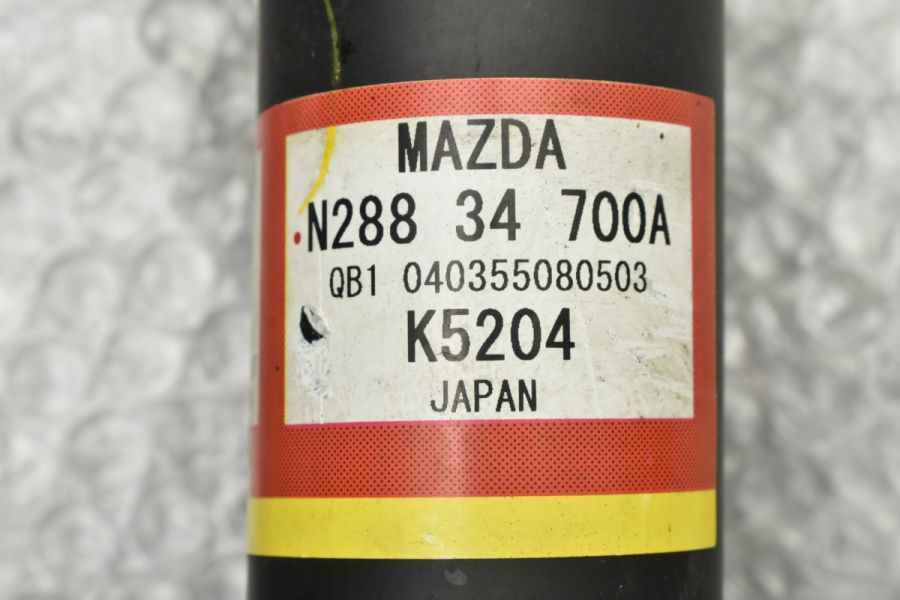 MAZDA
N288 34 700A
QB1 040355080503
K5204
JAPAN